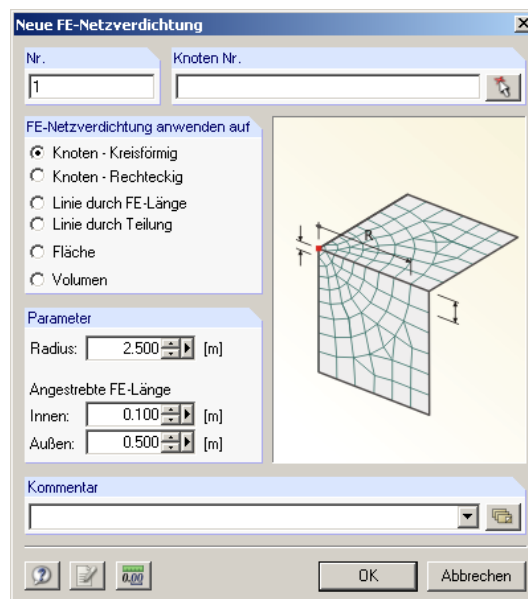 Neue FE-Netzverdichtung
Nr.
Knoten Nr.
1
FE-Netzverdichtung anwenden auf
Knoten - Kreisförmig
Knoten - Rechteckig
Linie durch FE-Länge
Linie durch Teilung
Fläche
Volumen
R
Parameter
Radius: 2.500 [m]
Angestrebte FE-Länge
Innen: 0.100 [m]
Außen: 0.500 [m]
Kommentar
0.00
OK
Abbrechen